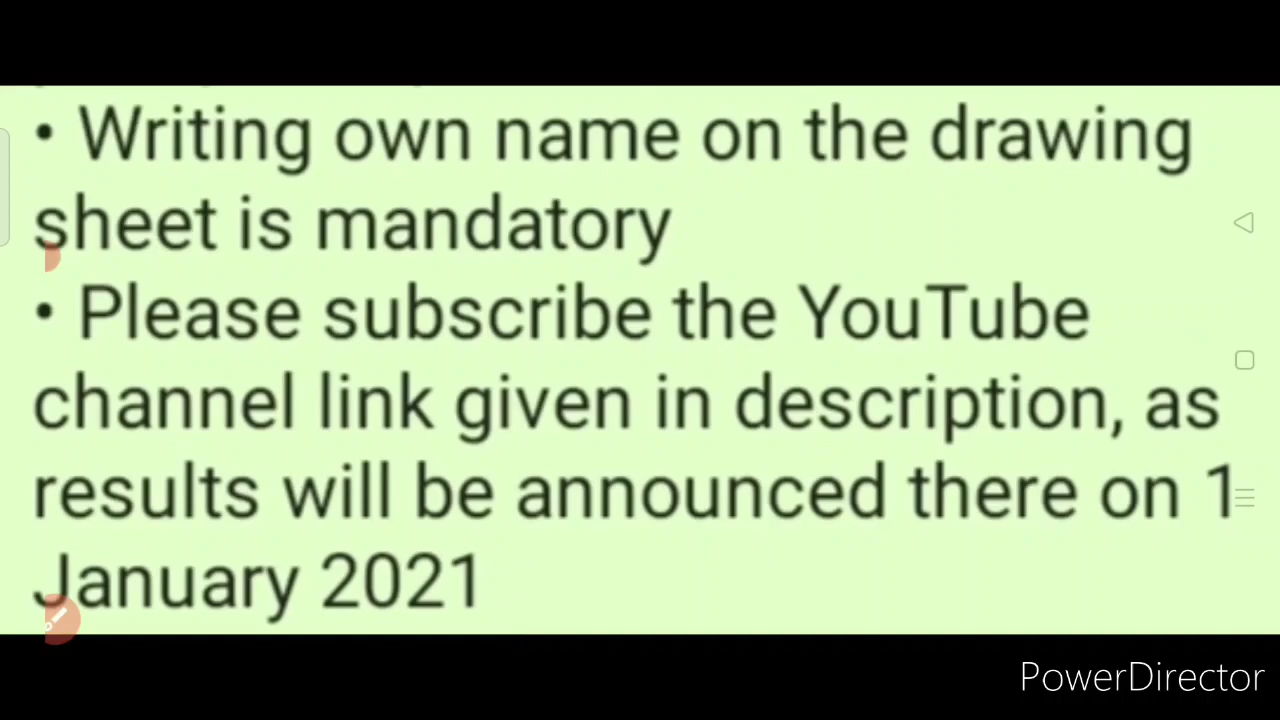 • Writing own name on the drawing
sheet is mandatory
• Please subscribe the YouTube
channel link given in description, as
results will be announced there on 1
January 2021
PowerDirector